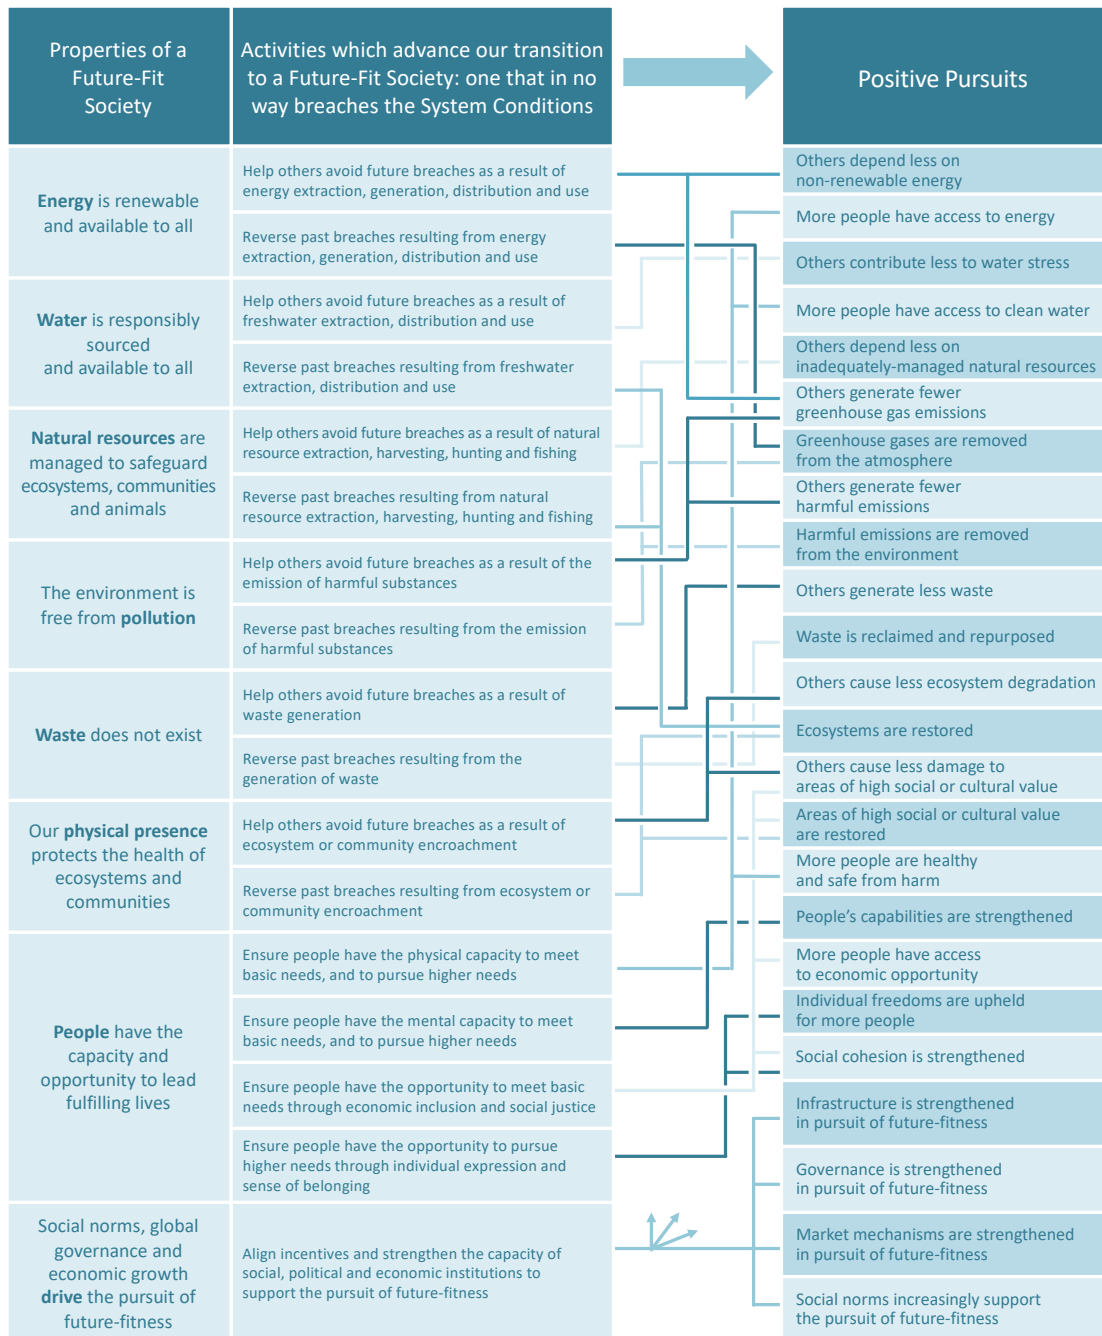 Properties of a
Future-Fit
Society
Activities which advance our transition
to a Future-Fit Society: one that in no
way breaches the System Conditions
Positive Pursuits
Energy is renewable
and available to all
Help others avoid future breaches as a result of
energy extraction, generation, distribution and use
Reverse past breaches resulting from energy
extraction, generation, distribution and use
Water is responsibly
sourced
and available to all
Help others avoid future breaches as a result of
freshwater extraction, distribution and use
Reverse past breaches resulting from freshwater
extraction, distribution and use
Natural resources are
managed to safeguard
ecosystems, communities
and animals
Help others avoid future breaches as a result of natural
resource extraction, harvesting, hunting and fishing
Reverse past breaches resulting from natural
resource extraction, harvesting, hunting and fishing
The environment is
free from pollution
Help others avoid future breaches as a result of the
emission of harmful substances
Reverse past breaches resulting from the emission
of harmful substances
Waste does not exist
Help others avoid future breaches as a result of
waste generation
Reverse past breaches resulting from the
generation of waste
Our physical presence
protects the health of
ecosystems and
communities
Help others avoid future breaches as a result of
ecosystem or community encroachment
Reverse past breaches resulting from ecosystem or
community encroachment
People have the
capacity and
opportunity to lead
fulfilling lives
Ensure people have the physical capacity to meet
basic needs, and to pursue higher needs
Ensure people have the mental capacity to meet
basic needs, and to pursue higher needs
Ensure people have the opportunity to meet basic
needs through economic inclusion and social justice
Ensure people have the opportunity to pursue
higher needs through individual expression and
sense of belonging
Social norms, global
governance and
economic growth
drive the pursuit of
future-fitness
Align incentives and strengthen the capacity of
social, political and economic institutions to
support the pursuit of future-fitness
Others depend less on
non-renewable energy
More people have access to energy
Others contribute less to water stress
More people have access to clean water
Others depend less on
inadequately-managed natural resources
Others generate fewer
greenhouse gas emissions
Greenhouse gases are removed
from the atmosphere
Others generate fewer
harmful emissions
Harmful emissions are removed
from the environment
Others generate less waste
Waste is reclaimed and repurposed
Others cause less ecosystem degradation
Ecosystems are restored
Others cause less damage to
areas of high social or cultural value
Areas of high social or cultural value
are restored
More people are healthy
and safe from harm
People's capabilities are strengthened
More people have access
to economic opportunity
Individual freedoms are upheld
for more people
Social cohesion is strengthened
Infrastructure is strengthened
in pursuit of future-fitness
Governance is strengthened
in pursuit of future-fitness
Market mechanisms are strengthened
in pursuit of future-fitness
Social norms increasingly support
the pursuit of future-fitness